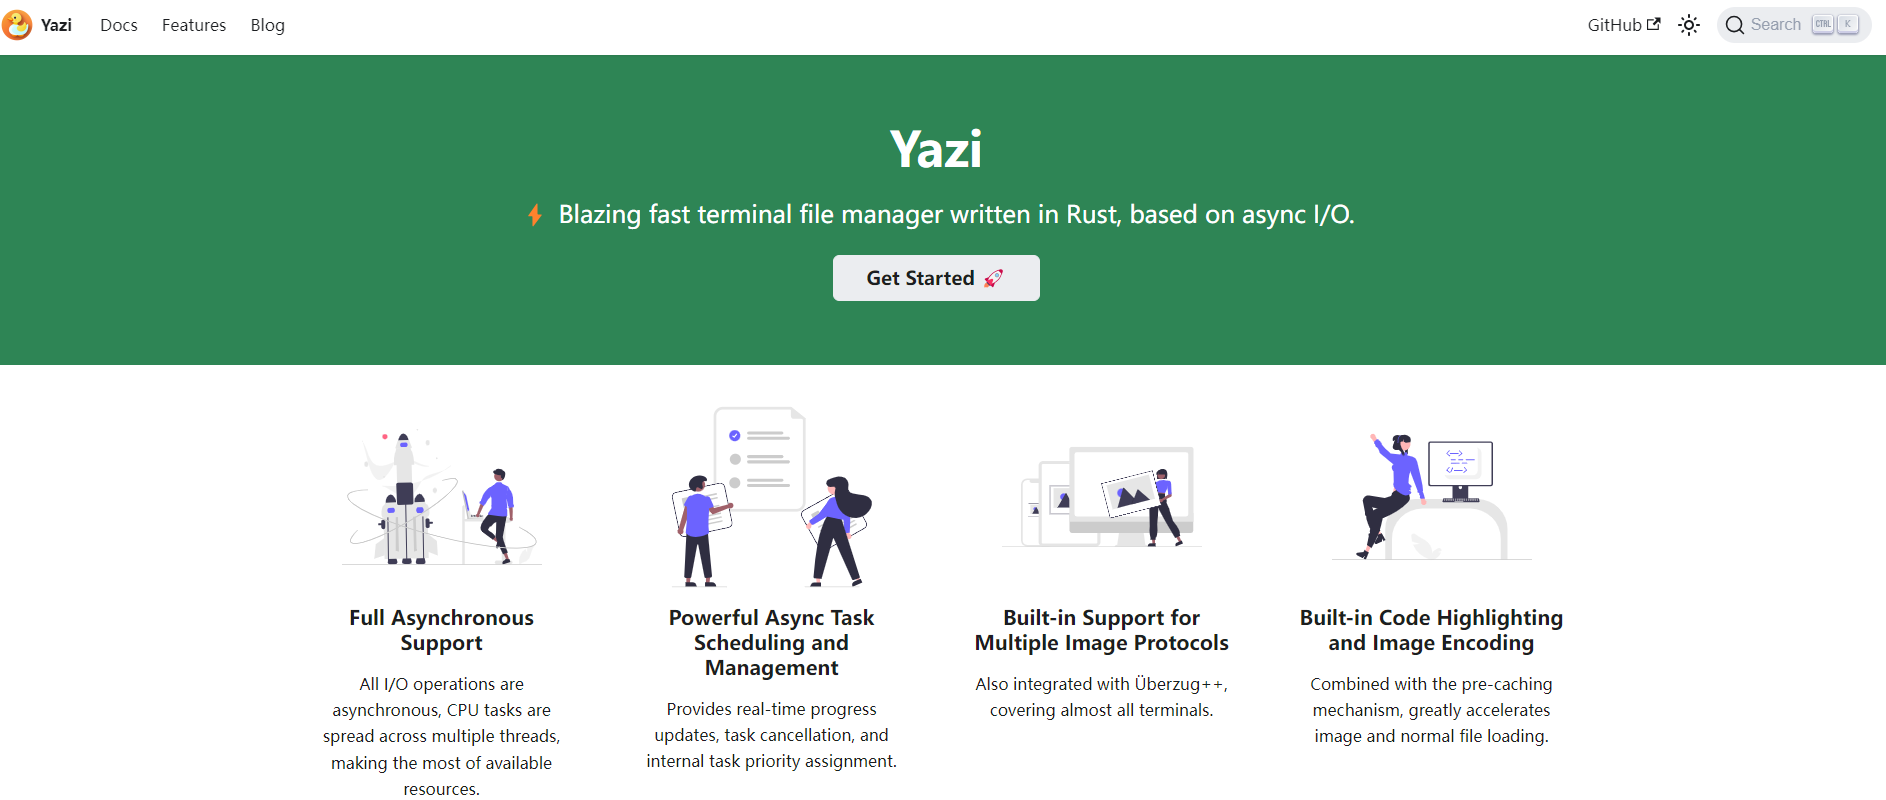 Yazi Docs Features Blog GitHub Search CTRL K
Yazi
Blazing fast terminal file manager written in Rust, based on async I/O.
Get Started
Full Asynchronous
Support
All I/O operations are
asynchronous, CPU tasks are
spread across multiple threads,
making the most of available
resources.
Powerful Async Task
Scheduling and
Management
Provides real-time progress
updates, task cancellation, and
internal task priority assignment.
Built-in Support for
Multiple Image Protocols
Also integrated with Überzug++,
covering almost all terminals.
Built-in Code Highlighting
and Image Encoding
Combined with the pre-caching
mechanism, greatly accelerates
image and normal file loading.